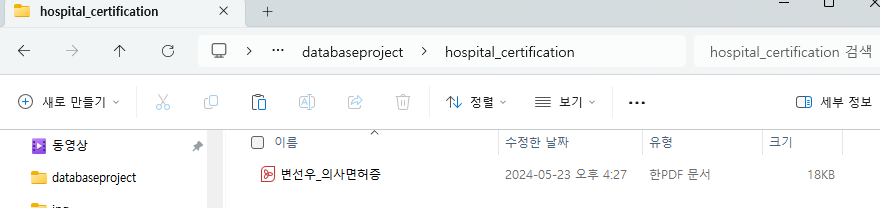 hospital_certification
databaseproject hospital_certification hospital_certification 검색
새로 만들기 정렬 보기 세부 정보
이름 수정한 날짜 유형 크기
동영상
변선우_의사면허증 2024-05-23 오후 4:27 한PDF 문서 18KB
databaseproject